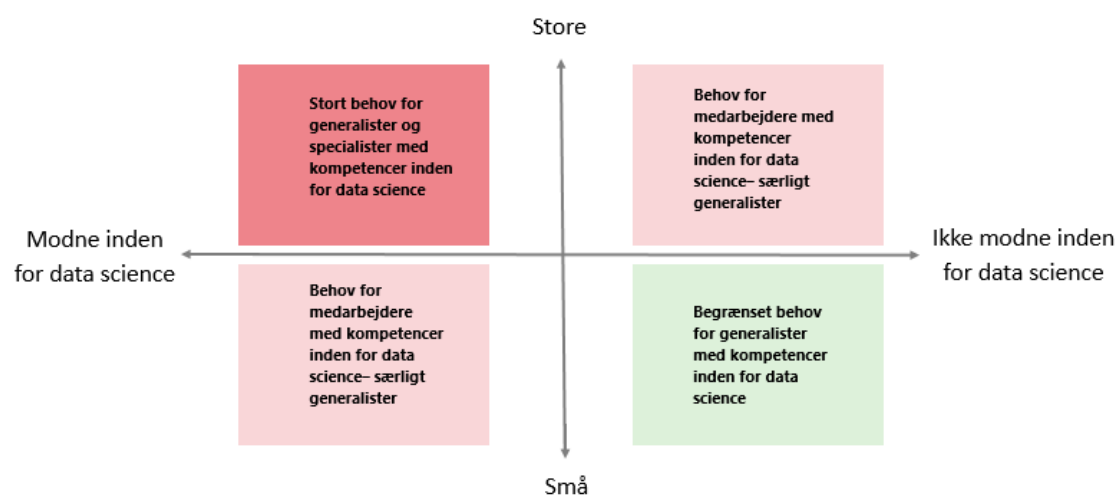 Store
Stort behov for
generalister og
specialister med
kompetencer inden
for data science
Behov for
medarbejdere med
kompetencer
inden for data
science– særligt
generalister
Modne inden
for data science
Ikke modne inden
for data science
Behov for
medarbejdere
med kompetencer
inden for data
science– særligt
generalister
Begrænset behov
for generalister
med kompetencer
inden for data
science
Små